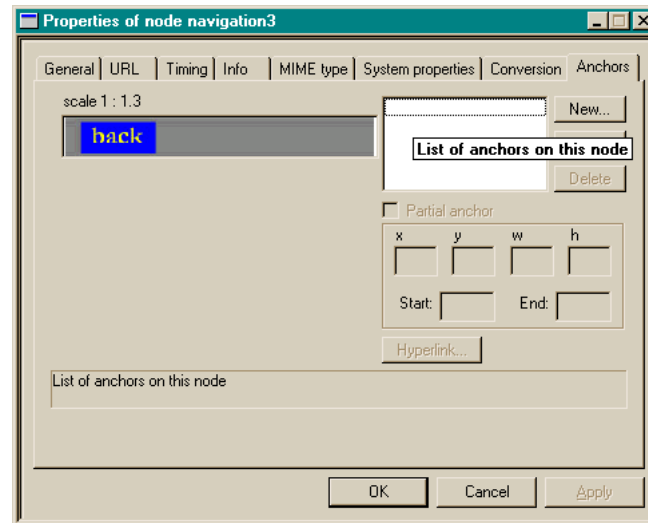 Properties of node navigation3
General URL Timing Info MIME type System properties Conversion Anchors
scale 1 : 1.3
back
New...
List of anchors on this node
Delete
Partial anchor
x y w h
Start: End:
Hyperlink...
List of anchors on this node
OK Cancel Apply